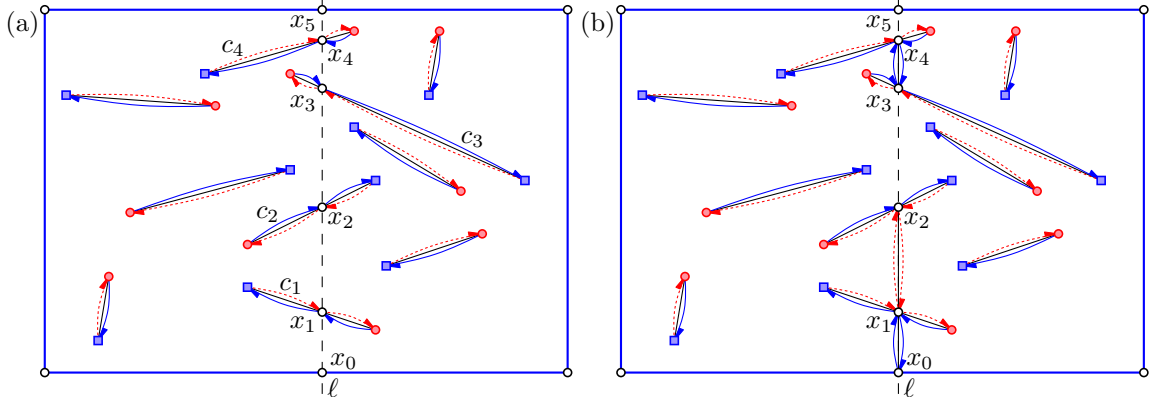 (a)
x₅
c₄
x₄
x₃
c₃
c₂
x₂
c₁
x₁
x₀
ℓ
(b)
x₅
x₄
x₃
x₂
x₁
x₀
ℓ